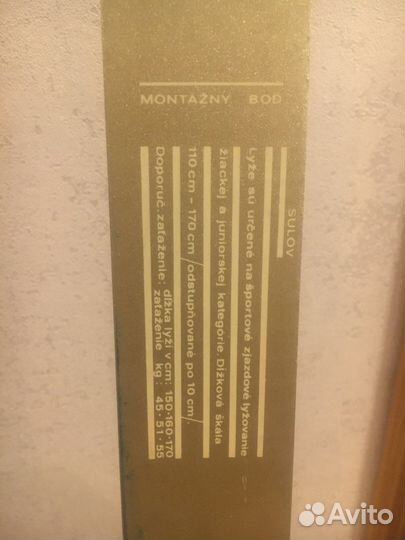 MONTÁŽNY BOD
SULOV
Lyže sú určené na športové zjazdové lyžovanie
žiackej a juniorskej kategórie. Dĺžková škála
110 cm – 170 cm /odstupňované po 10 cm/.
Doporuč. zaťaženie: dĺžka lyží v cm: 150·160·170
zaťaženie kg: 45·51·55
Avito